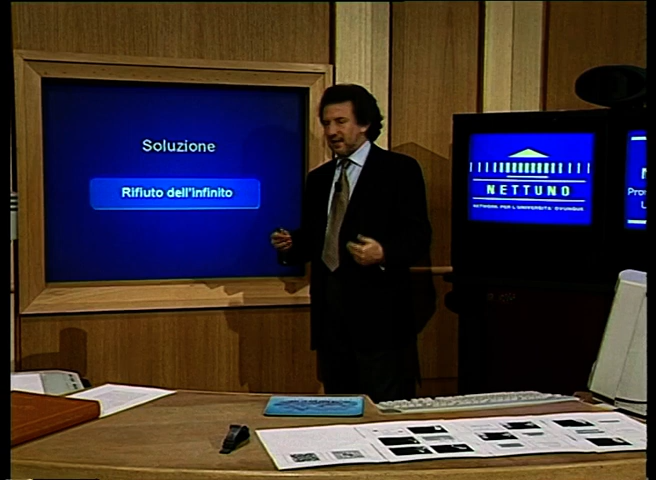 Soluzione
Rifiuto dell'infinito
NETTUNO
NETWORK PER L'UNIVERSITÀ OVUNQUE